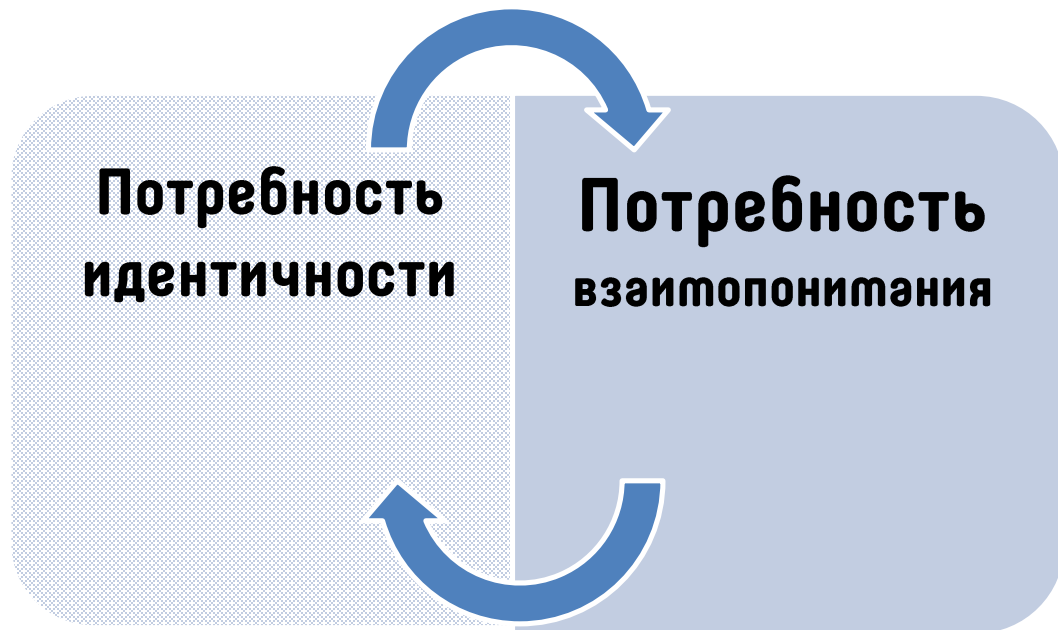 Потребность
идентичности
Потребность
взаимопонимания